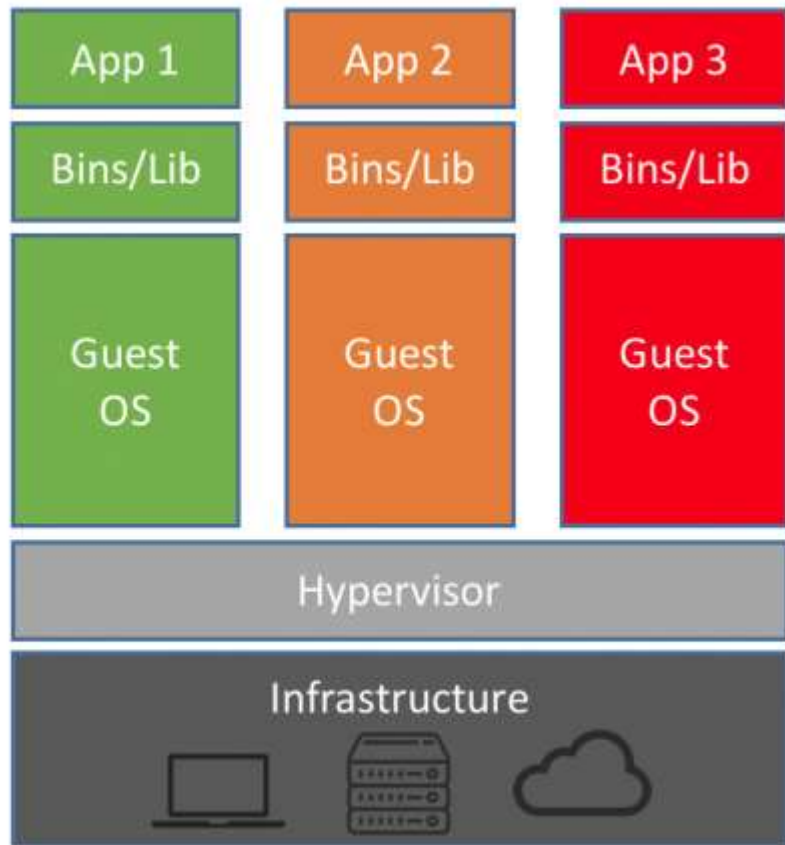 App 1
App 2
App 3
Bins/Lib
Bins/Lib
Bins/Lib
Guest
OS
Guest
OS
Guest
OS
Hypervisor
Infrastructure